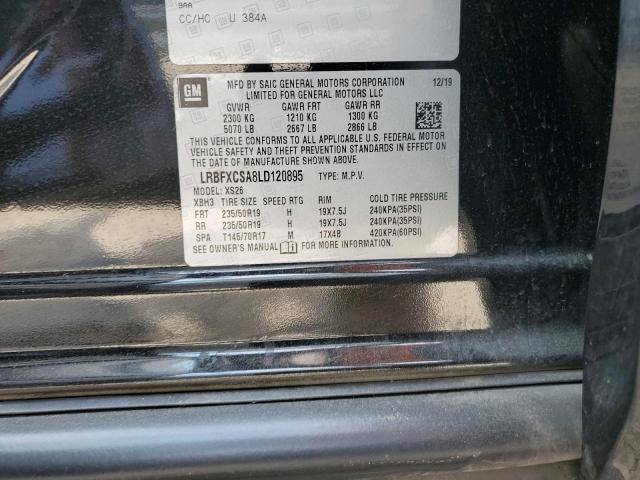 9AA
CC/HC U 384A
GM
MFD BY SAIC GENERAL MOTORS CORPORATION 12/19
LIMITED FOR GENERAL MOTORS LLC
GVWR GAWR FRT GAWR RR
2300 KG 1210 KG 1300 KG
5070 LB 2667 LB 2866 LB
THIS VEHICLE CONFORMS TO ALL APPLICABLE U.S. FEDERAL MOTOR
VEHICLE SAFETY AND THEFT PREVENTION STANDARDS IN EFFECT ON THE
DATE OF MANUFACTURE SHOWN ABOVE.
LRBFXCSA8LD120895 TYPE: M.P.V.
MODEL: XS26
XBH3 TIRE SIZE SPEED RTG RIM COLD TIRE PRESSURE
FRT 235/50R19 H 19X7.5J 240KPA(35PSI)
RR 235/50R19 H 19X7.5J 240KPA(35PSI)
SPA T145/70R17 M 17X4B 420KPA(60PSI)
SEE OWNER'S MANUAL FOR MORE INFORMATION.